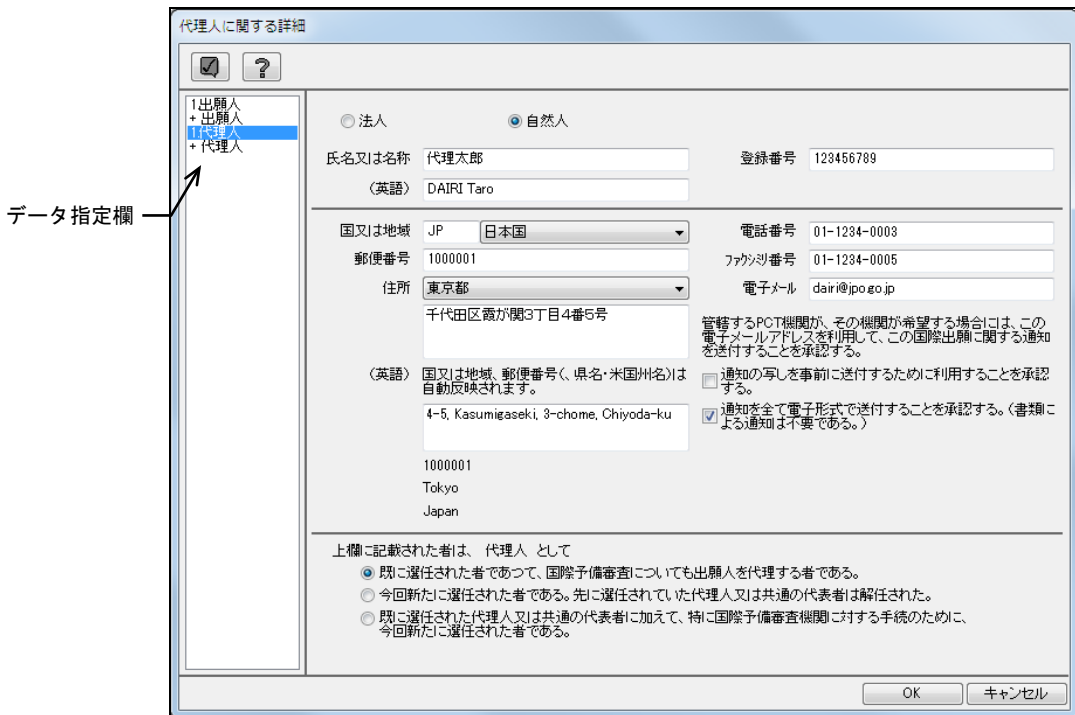 代理人に関する詳細
?
1.出願人
+ 出願人
1.代理人
+ 代理人
データ指定欄
法人
自然人
氏名又は名称
代理太郎
登録番号
123456789
(英語)
DAIRI Taro
国又は地域
JP
日本国
電話番号
01-1234-0003
郵便番号
1000001
ファクシミリ番号
01-1234-0005
住所
東京都
電子メール
dairi@jpo.go.jp
千代田区霞が関3丁目4番5号
管轄するPCT機関が、その機関が希望する場合には、この
電子メールアドレスを利用して、この国際出願に関する通知
を送付することを承認する。
(英語)
国又は地域、郵便番号(、県名・米国州名)は
自動反映されます。
通知の写しを事前に送付するために利用することを承認
する。
4-5, Kasumigaseki, 3-chome, Chiyoda-ku
通知を全て電子形式で送付することを承認する。(書類に
よる通知は不要である。)
1000001
Tokyo
Japan
上欄に記載された者は、 代理人 として
既に選任された者であつて、国際予備審査についても出願人を代理する者である。
今回新たに選任された者である。先に選任されていた代理人又は共通の代表者は解任された。
既に選任された代理人又は共通の代表者に加えて、特に国際予備審査機関に対する手続のために、
今回新たに選任された者である。
OK
キャンセル